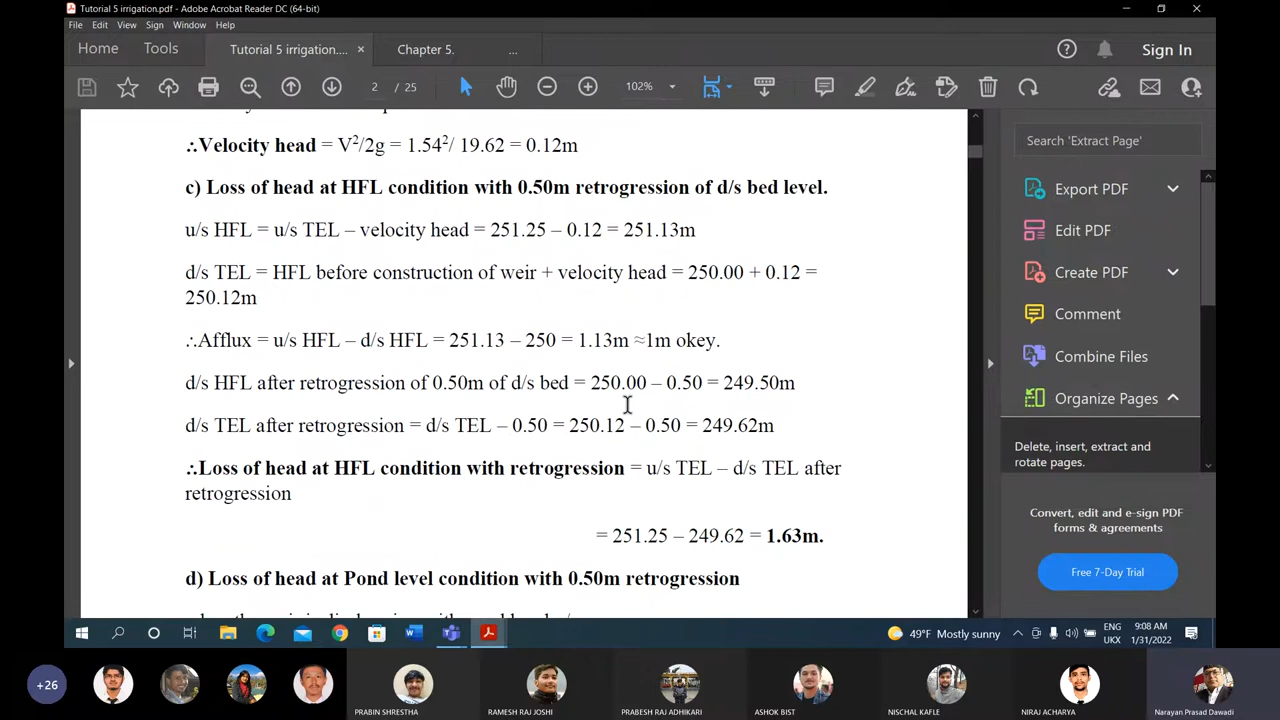 Tutorial 5 irrigation.pdf - Adobe Acrobat Reader DC (64-bit)
File Edit View Sign Window Help
Home Tools Tutorial 5 irrigation.... × Chapter 5. ... Sign In
2 / 25 102%
∴Velocity head = V²/2g = 1.54²/ 19.62 = 0.12m
c) Loss of head at HFL condition with 0.50m retrogression of d/s bed level.
u/s HFL = u/s TEL – velocity head = 251.25 – 0.12 = 251.13m
d/s TEL = HFL before construction of weir + velocity head = 250.00 + 0.12 =
250.12m
∴Afflux = u/s HFL – d/s HFL = 251.13 – 250 = 1.13m ≈1m okey.
d/s HFL after retrogression of 0.50m of d/s bed = 250.00 – 0.50 = 249.50m
d/s TEL after retrogression = d/s TEL – 0.50 = 250.12 – 0.50 = 249.62m
∴Loss of head at HFL condition with retrogression = u/s TEL – d/s TEL after
retrogression
= 251.25 – 249.62 = 1.63m.
d) Loss of head at Pond level condition with 0.50m retrogression
Search 'Extract Page'
Export PDF
Edit PDF
Create PDF
Comment
Combine Files
Organize Pages
Delete, insert, extract and
rotate pages.
Convert, edit and e-sign PDF
forms & agreements
Free 7-Day Trial
49°F Mostly sunny
ENG
UKX
9:08 AM
1/31/2022
+26
PRABIN SHRESTHA
RAMESH RAJ JOSHI
PRABESH RAJ ADHIKARI
ASHOK BIST
NISCHAL KAFLE
NIRAJ ACHARYA
Narayan Prasad Dawadi